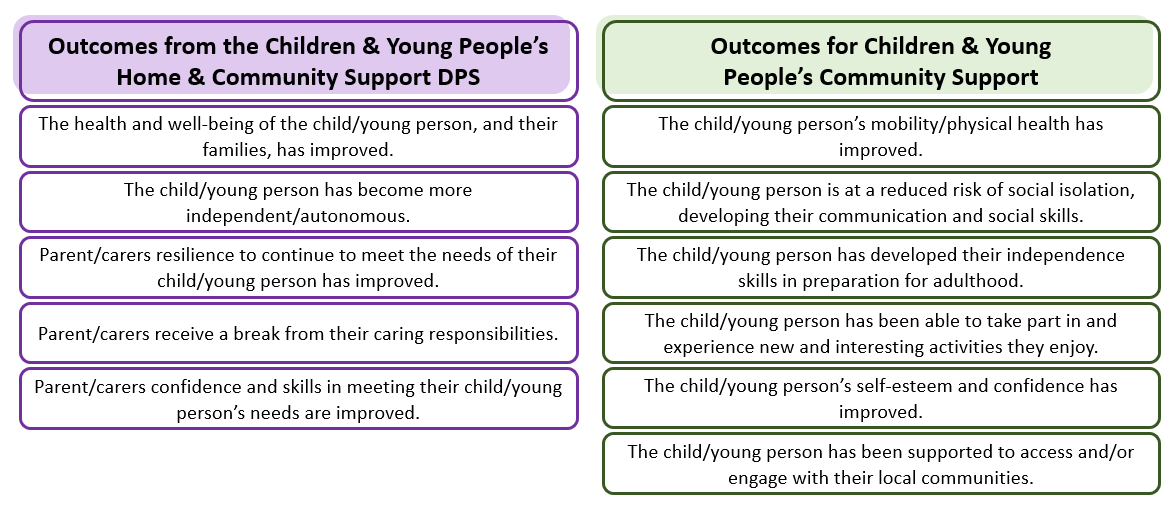 Outcomes from the Children & Young People’s
Home & Community Support DPS
The health and well-being of the child/young person, and their
families, has improved.
The child/young person has become more
independent/autonomous.
Parent/carers resilience to continue to meet the needs of their
child/young person has improved.
Parent/carers receive a break from their caring responsibilities.
Parent/carers confidence and skills in meeting their child/young
person’s needs are improved.
Outcomes for Children & Young
People’s Community Support
The child/young person’s mobility/physical health has
improved.
The child/young person is at a reduced risk of social isolation,
developing their communication and social skills.
The child/young person has developed their independence
skills in preparation for adulthood.
The child/young person has been able to take part in and
experience new and interesting activities they enjoy.
The child/young person’s self-esteem and confidence has
improved.
The child/young person has been supported to access and/or
engage with their local communities.